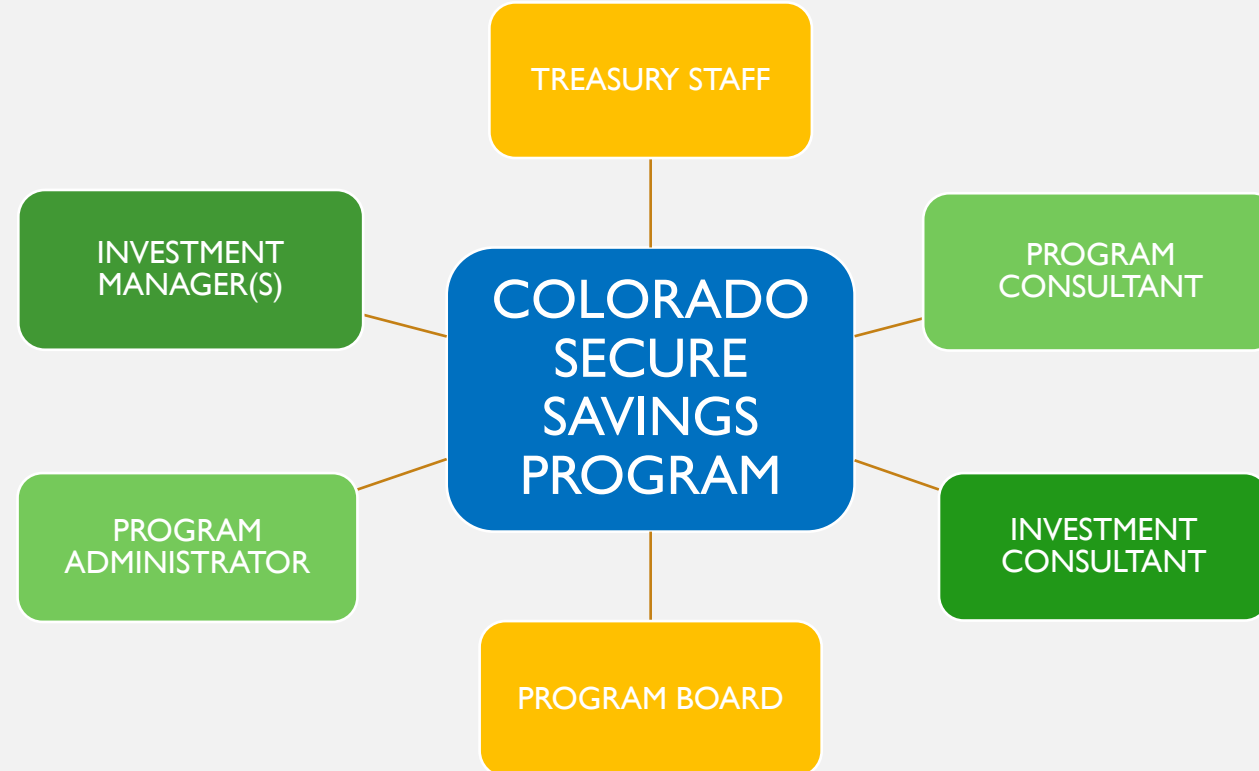 TREASURY STAFF
INVESTMENT
MANAGER(S)
PROGRAM
CONSULTANT
COLORADO
SECURE
SAVINGS
PROGRAM
PROGRAM
ADMINISTRATOR
INVESTMENT
CONSULTANT
PROGRAM BOARD